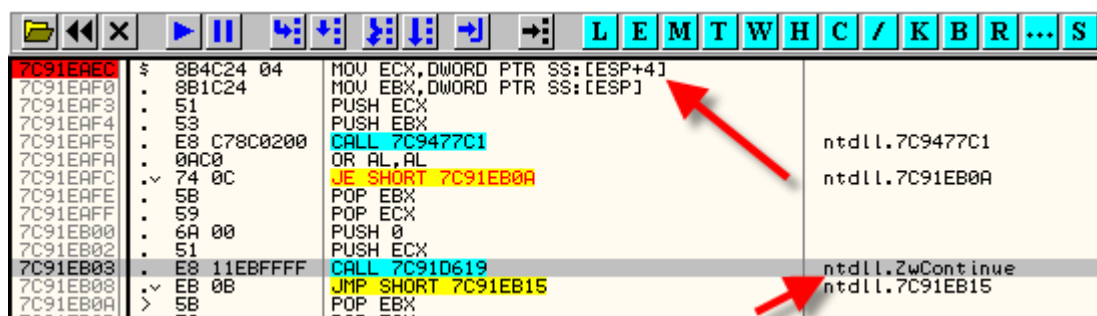 L E M T W H C / K B R ... S
7C91EAEC $ 8B4C24 04 MOV ECX,DWORD PTR SS:[ESP+4]
7C91EAF0 . 8B1C24 MOV EBX,DWORD PTR SS:[ESP]
7C91EAF3 . 51 PUSH ECX
7C91EAF4 . 53 PUSH EBX
7C91EAF5 . E8 C78C0200 CALL 7C9477C1 ntdll.7C9477C1
7C91EAFA . 0AC0 OR AL,AL
7C91EAFC .v 74 0C JE SHORT 7C91EB0A ntdll.7C91EB0A
7C91EAFE . 5B POP EBX
7C91EAFF . 59 POP ECX
7C91EB00 . 6A 00 PUSH 0
7C91EB02 . 51 PUSH ECX
7C91EB03 . E8 11EBFFFF CALL 7C91D619 ntdll.ZwContinue
7C91EB08 .v EB 0B JMP SHORT 7C91EB15 ntdll.7C91EB15
7C91EB0A > 5B POP EBX